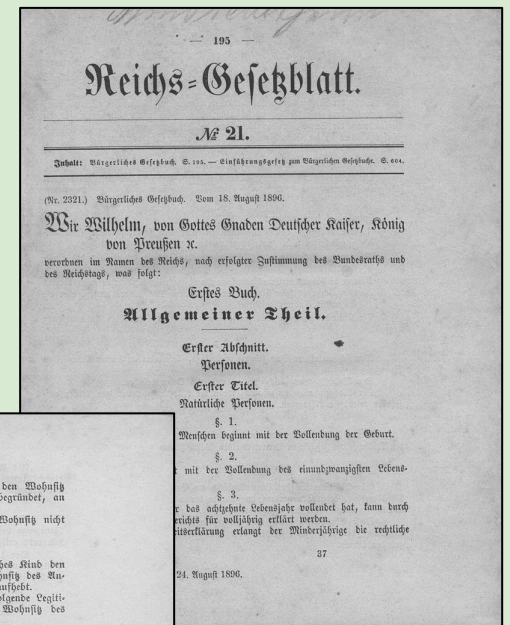 — 195 —
Reichs-Gesetzblatt.
№ 21.
Inhalt: Bürgerliches Gesetzbuch. S. 195. — Einführungsgesetz zum Bürgerlichen Gesetzbuche. S. 604.
(Nr. 2321.) Bürgerliches Gesetzbuch. Vom 18. August 1896.
Wir Wilhelm, von Gottes Gnaden Deutscher Kaiser, König
von Preußen ꝛc.
verordnen im Namen des Reichs, nach erfolgter Zustimmung des Bundesraths und
des Reichstags, was folgt:
Erstes Buch.
Allgemeiner Theil.
Erster Abschnitt.
Personen.
Erster Titel.
Natürliche Personen.
§. 1.
Menschen beginnt mit der Vollendung der Geburt.
§. 2.
mit der Vollendung des einundzwanzigsten Lebens-
§. 3.
das achtzehnte Lebensjahr vollendet hat, kann durch
erichts für volljährig erklärt werden.
itserklärung erlangt der Minderjährige die rechtliche
37
24. August 1896.
den Wohnsitz
begründet, an
Wohnsitz nicht
hes Kind den
hnsitz des An-
aufhebt.
olgende Legiti-
Wohnsitz des